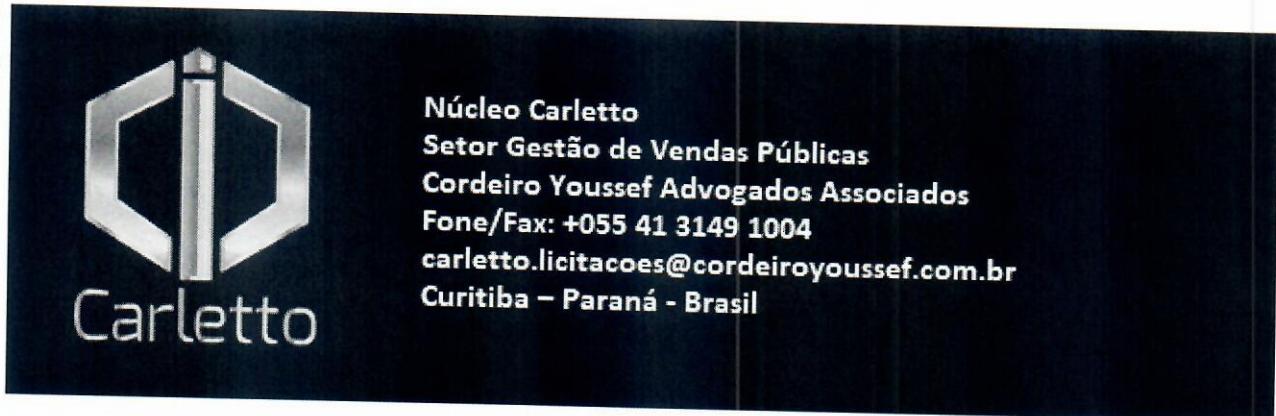 Carletto
Núcleo Carletto
Setor Gestão de Vendas Públicas
Cordeiro Youssef Advogados Associados
Fone/Fax: +055 41 3149 1004
carletto.licitacoes@cordeiroyoussef.com.br
Curitiba – Paraná - Brasil